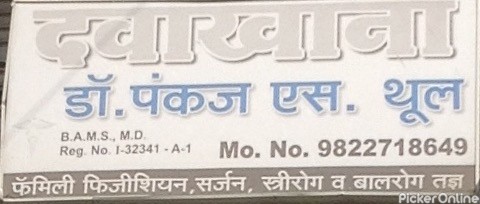 दवाखाना
डॉ. पंकज एस. थूल
B.A.M.S., M.D.
Reg. No. I-32341 - A-1
Mo. No. 9822718649
फॅमिली फिजीशियन, सर्जन, स्त्रीरोग व बालरोग तज्ञ
PickerOnline